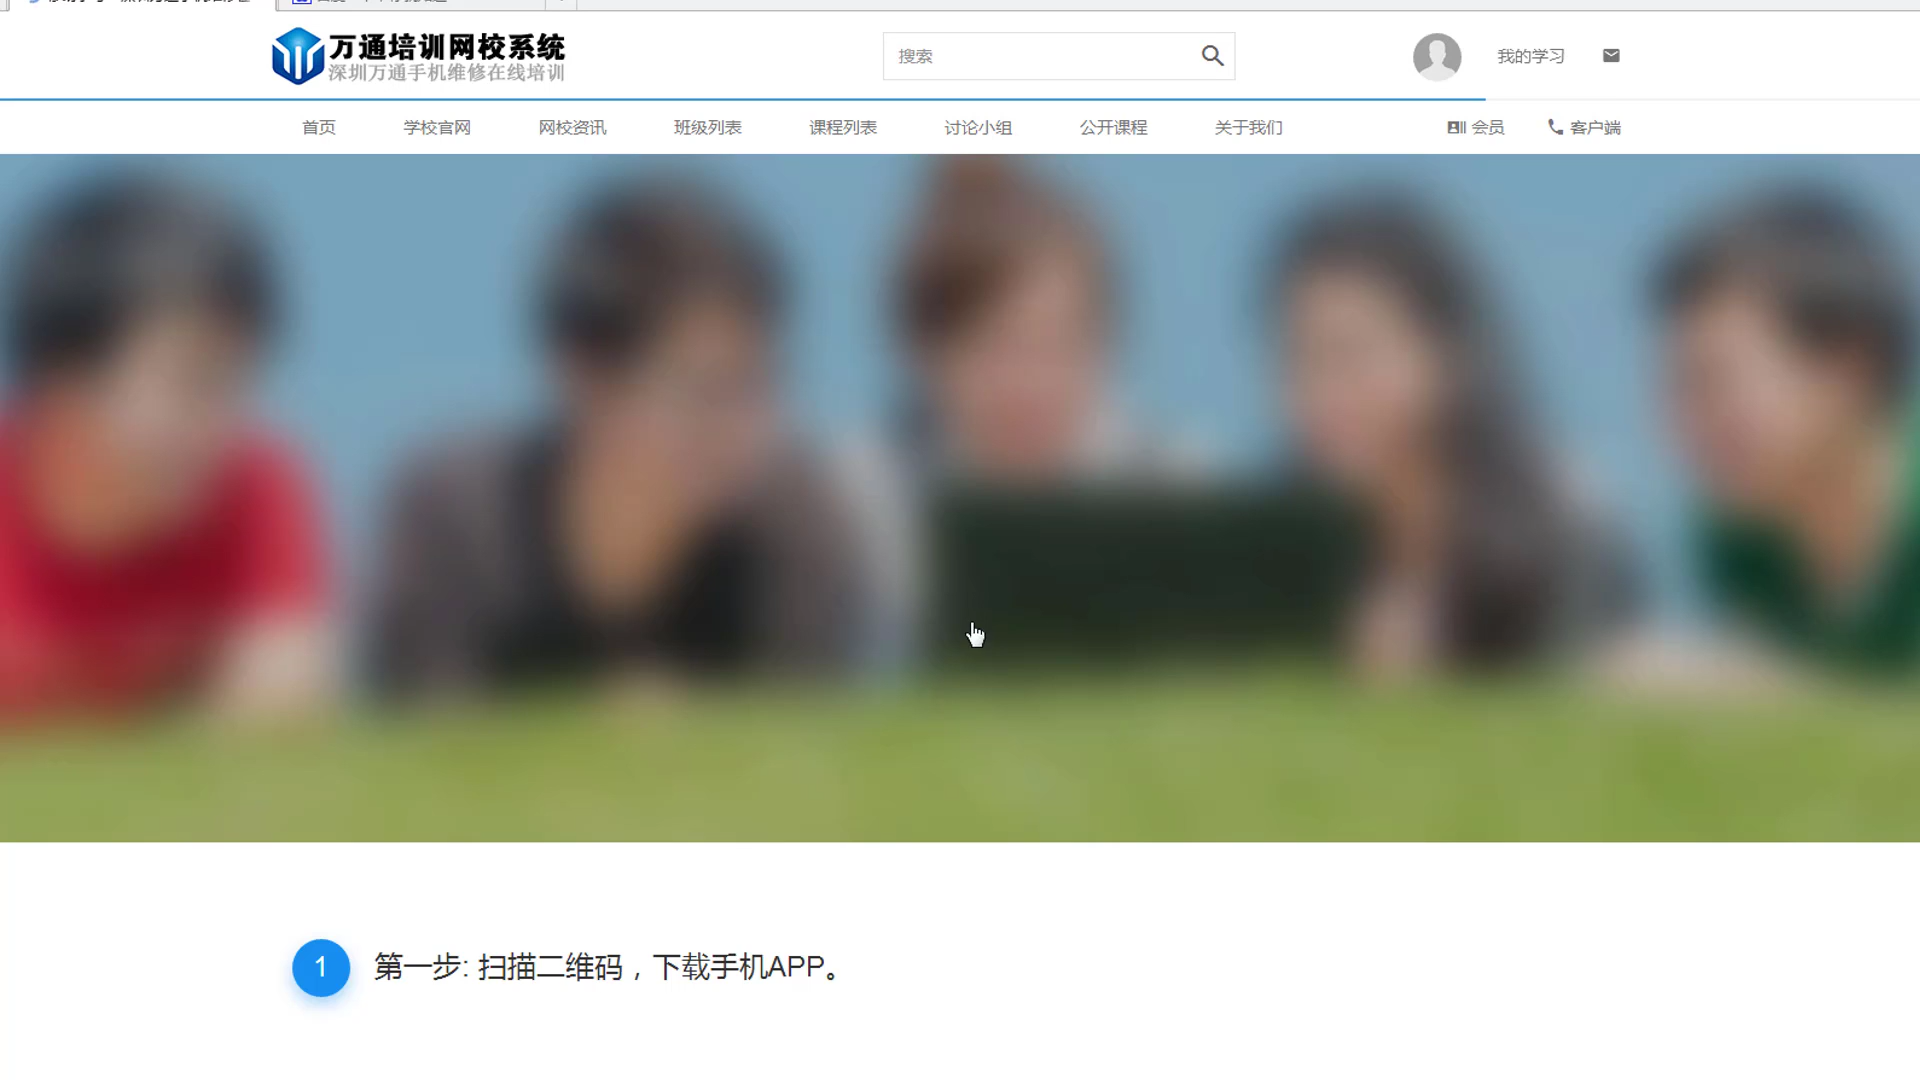 万通培训网校系统
深圳万通手机维修在线培训
搜索
我的学习
首页
学校官网
网校资讯
班级列表
课程列表
讨论小组
公开课程
关于我们
会员
客户端
1
第一步: 扫描二维码，下载手机APP。